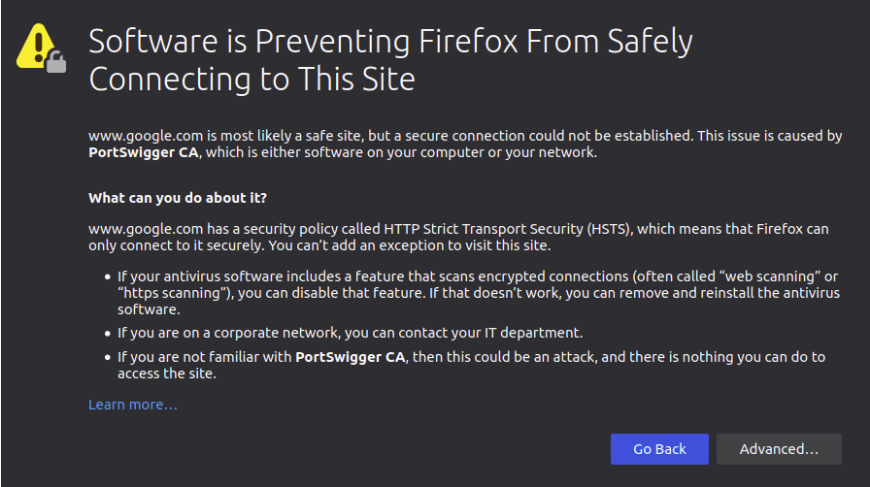 Software is Preventing Firefox From Safely
Connecting to This Site
www.google.com is most likely a safe site, but a secure connection could not be established. This issue is caused by
PortSwigger CA, which is either software on your computer or your network.
What can you do about it?
www.google.com has a security policy called HTTP Strict Transport Security (HSTS), which means that Firefox can
only connect to it securely. You can’t add an exception to visit this site.
• If your antivirus software includes a feature that scans encrypted connections (often called “web scanning” or
“https scanning”), you can disable that feature. If that doesn’t work, you can remove and reinstall the antivirus
software.
• If you are on a corporate network, you can contact your IT department.
• If you are not familiar with PortSwigger CA, then this could be an attack, and there is nothing you can do to
access the site.
Learn more…
Go Back
Advanced…